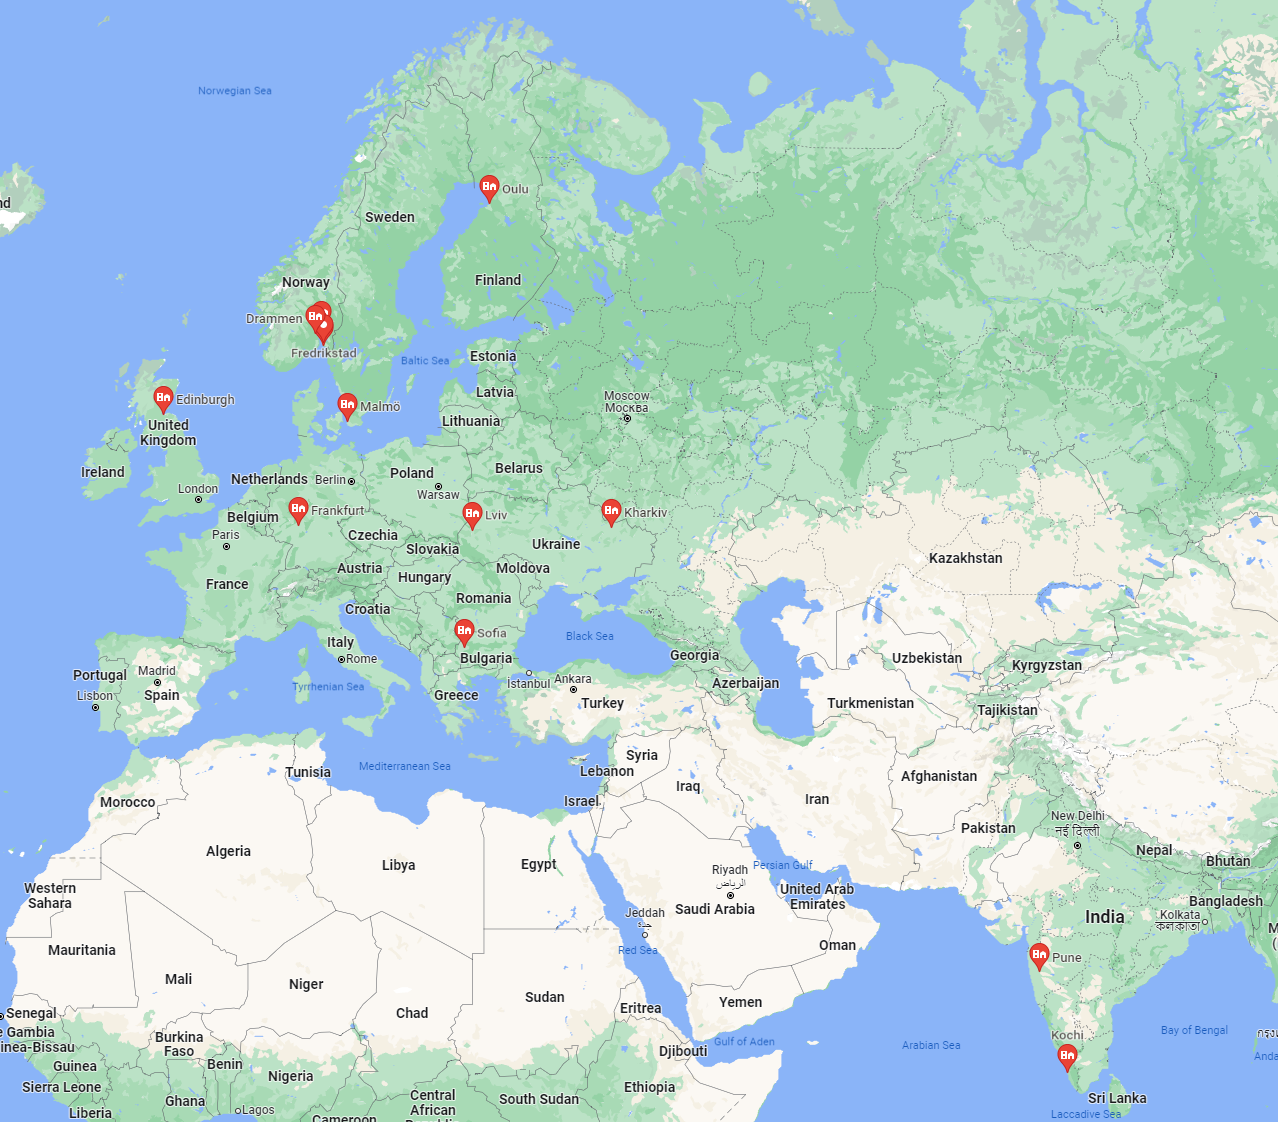 Norwegian Sea
Oulu
nd
Sweden
Finland
Norway
Drammen
Fredrikstad
Baltic Sea
Estonia
Latvia
Moscow
Москва
Edinburgh
Malmö
Lithuania
United
Kingdom
Ireland
Netherlands
Berlin
Poland
Belarus
London
Warsaw
Belgium
Frankfurt
Lviv
Kharkiv
Paris
Czechia
Slovakia
Ukraine
Kazakhstan
France
Austria
Hungary
Moldova
Romania
Croatia
Sofia
Black Sea
Italy
Rome
Bulgaria
Georgia
Uzbekistan
Kyrgyzstan
Portugal
Madrid
Lisbon
Spain
Tyrrhenian Sea
Greece
İstanbul
Ankara
Turkey
Azerbaijan
Turkmenistan
Tajikistan
Syria
Mediterranean Sea
Tunisia
Lebanon
Afghanistan
Iraq
Iran
Israel
Morocco
New Delhi
नई दिल्ली
Pakistan
Nepal
Bhutan
Algeria
Libya
Egypt
Persian Gulf
Riyadh
الرياض
United Arab
Emirates
Western
Sahara
Saudi Arabia
Jeddah
جدة
Bangladesh
India
Kolkata
কলকাতা
M
(
Mauritania
Red Sea
Oman
Pune
Mali
Niger
Chad
Sudan
Eritrea
Yemen
Senegal
e Gambia
inea-Bissau
Burkina
Faso
Gulf of Aden
Arabian Sea
Bay of Bengal
กรุง
Kochi
Djibouti
Anda
Guinea
Benin
Nigeria
Sierra Leone
Ghana
Lagos
Liberia
Cameroon
Central
African
South Sudan
Ethiopia
Sri Lanka
Laccadive Sea